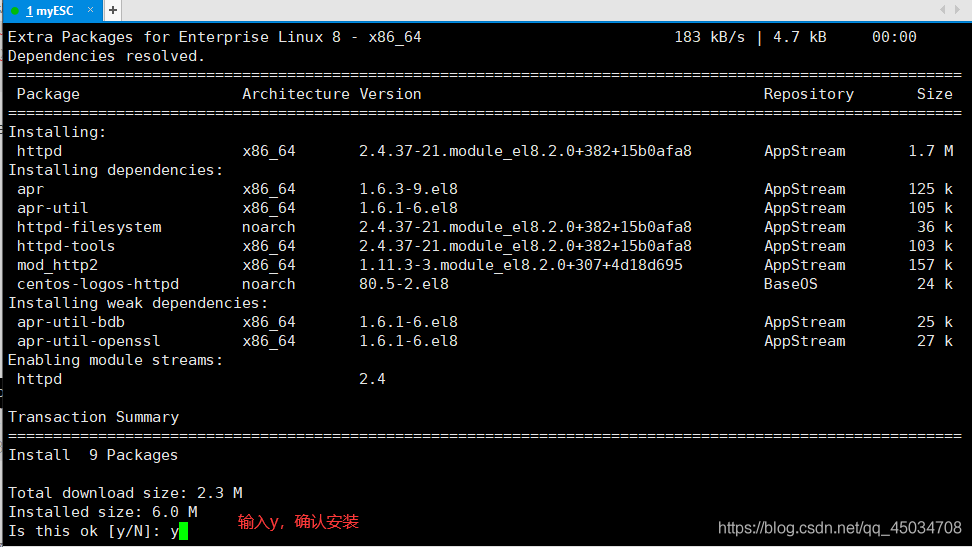 1 myESC × +
Extra Packages for Enterprise Linux 8 - x86_64 183 kB/s | 4.7 kB 00:00
Dependencies resolved.
==========================================================================================================
Package Architecture Version Repository Size
==========================================================================================================
Installing:
httpd x86_64 2.4.37-21.module_el8.2.0+382+15b0afa8 AppStream 1.7 M
Installing dependencies:
apr x86_64 1.6.3-9.el8 AppStream 125 k
apr-util x86_64 1.6.1-6.el8 AppStream 105 k
httpd-filesystem noarch 2.4.37-21.module_el8.2.0+382+15b0afa8 AppStream 36 k
httpd-tools x86_64 2.4.37-21.module_el8.2.0+382+15b0afa8 AppStream 103 k
mod_http2 x86_64 1.11.3-3.module_el8.2.0+307+4d18d695 AppStream 157 k
centos-logos-httpd noarch 80.5-2.el8 BaseOS 24 k
Installing weak dependencies:
apr-util-bdb x86_64 1.6.1-6.el8 AppStream 25 k
apr-util-openssl x86_64 1.6.1-6.el8 AppStream 27 k
Enabling module streams:
httpd 2.4
Transaction Summary
==========================================================================================================
Install 9 Packages
Total download size: 2.3 M
Installed size: 6.0 M
Is this ok [y/N]: y
输入y，确认安装
https://blog.csdn.net/qq_45034708